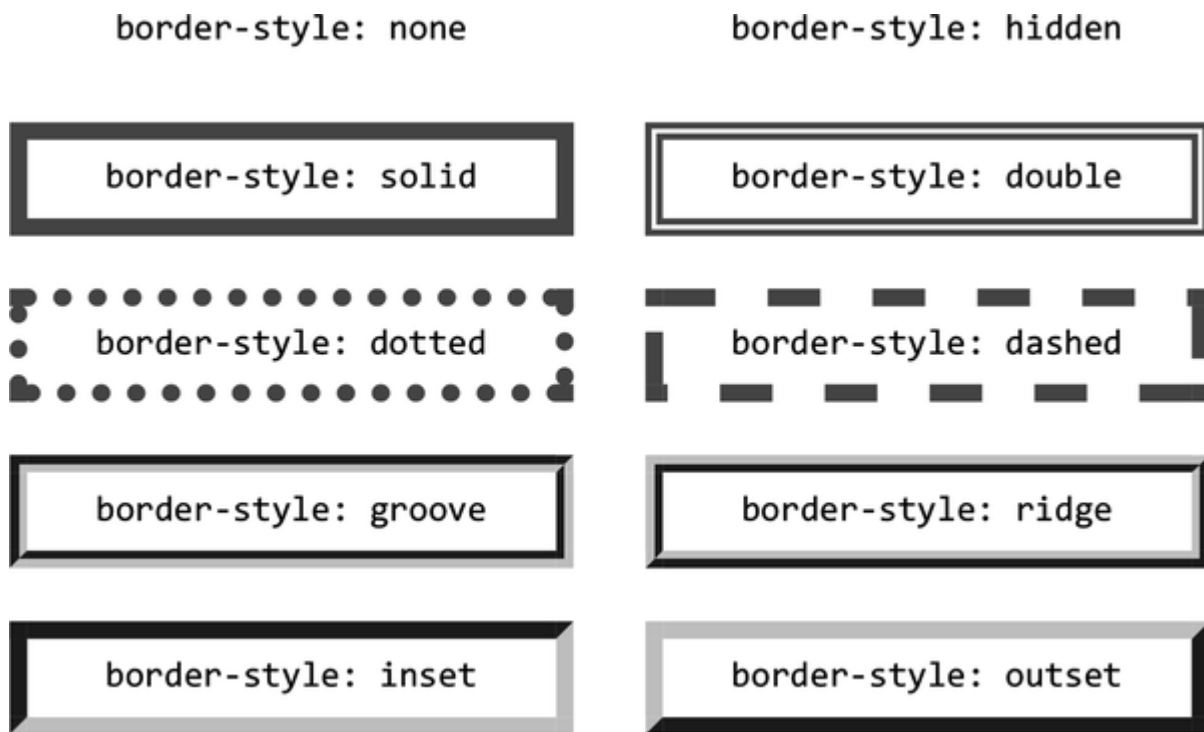 border-style: none
border-style: hidden
border-style: solid
border-style: double
border-style: dotted
border-style: dashed
border-style: groove
border-style: ridge
border-style: inset
border-style: outset